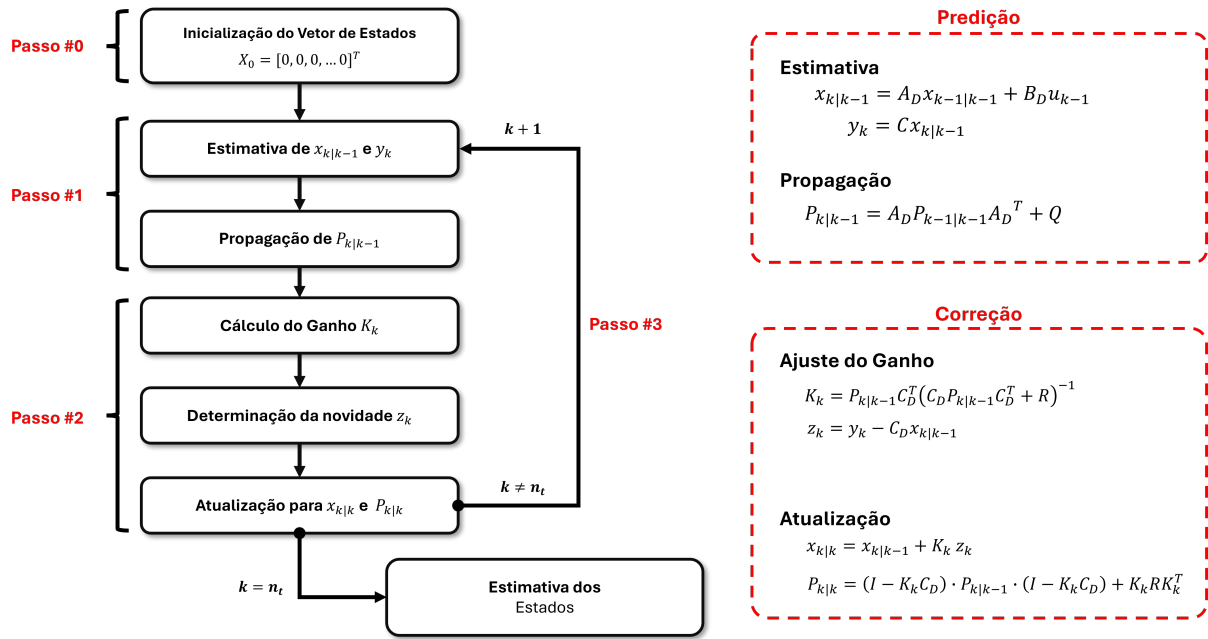 Passo #0
Inicialização do Vetor de Estados
X₀ = [0, 0, 0, … 0]ᵀ
Passo #1
Estimativa de x_{k|k−1} e y_k
k + 1
Propagação de P_{k|k−1}
Passo #2
Cálculo do Ganho K_k
Passo #3
Determinação da novidade z_k
Atualização para x_{k|k} e P_{k|k}
k ≠ n_t
k = n_t
Estimativa dos
Estados
Predição
Estimativa
x_{k|k−1} = A_D x_{k−1|k−1} + B_D u_{k−1}
y_k = C x_{k|k−1}
Propagação
P_{k|k−1} = A_D P_{k−1|k−1} A_D^T + Q
Correção
Ajuste do Ganho
K_k = P_{k|k−1} C_D^T (C_D P_{k|k−1} C_D^T + R)^{−1}
z_k = y_k − C_D x_{k|k−1}
Atualização
x_{k|k} = x_{k|k−1} + K_k z_k
P_{k|k} = (I − K_k C_D) · P_{k|k−1} · (I − K_k C_D) + K_k R K_k^T